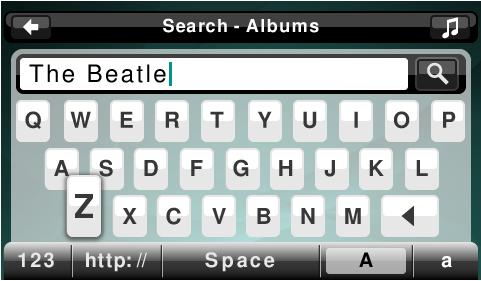 Search - Albums
The Beatle
Q W E R T Y U I O P
A S D F G H J K L
Z X C V B N M
123 http:// Space A a